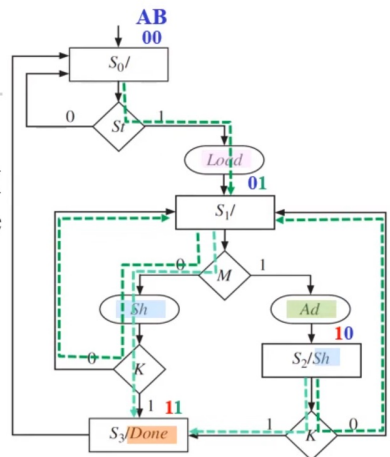 AB
00
S₀/
0 St 1
Load
01
S₁/
0 M 1
Sh Ad
10
S₂/Sh
0 K
1 11
S₃/Done
1 K 0